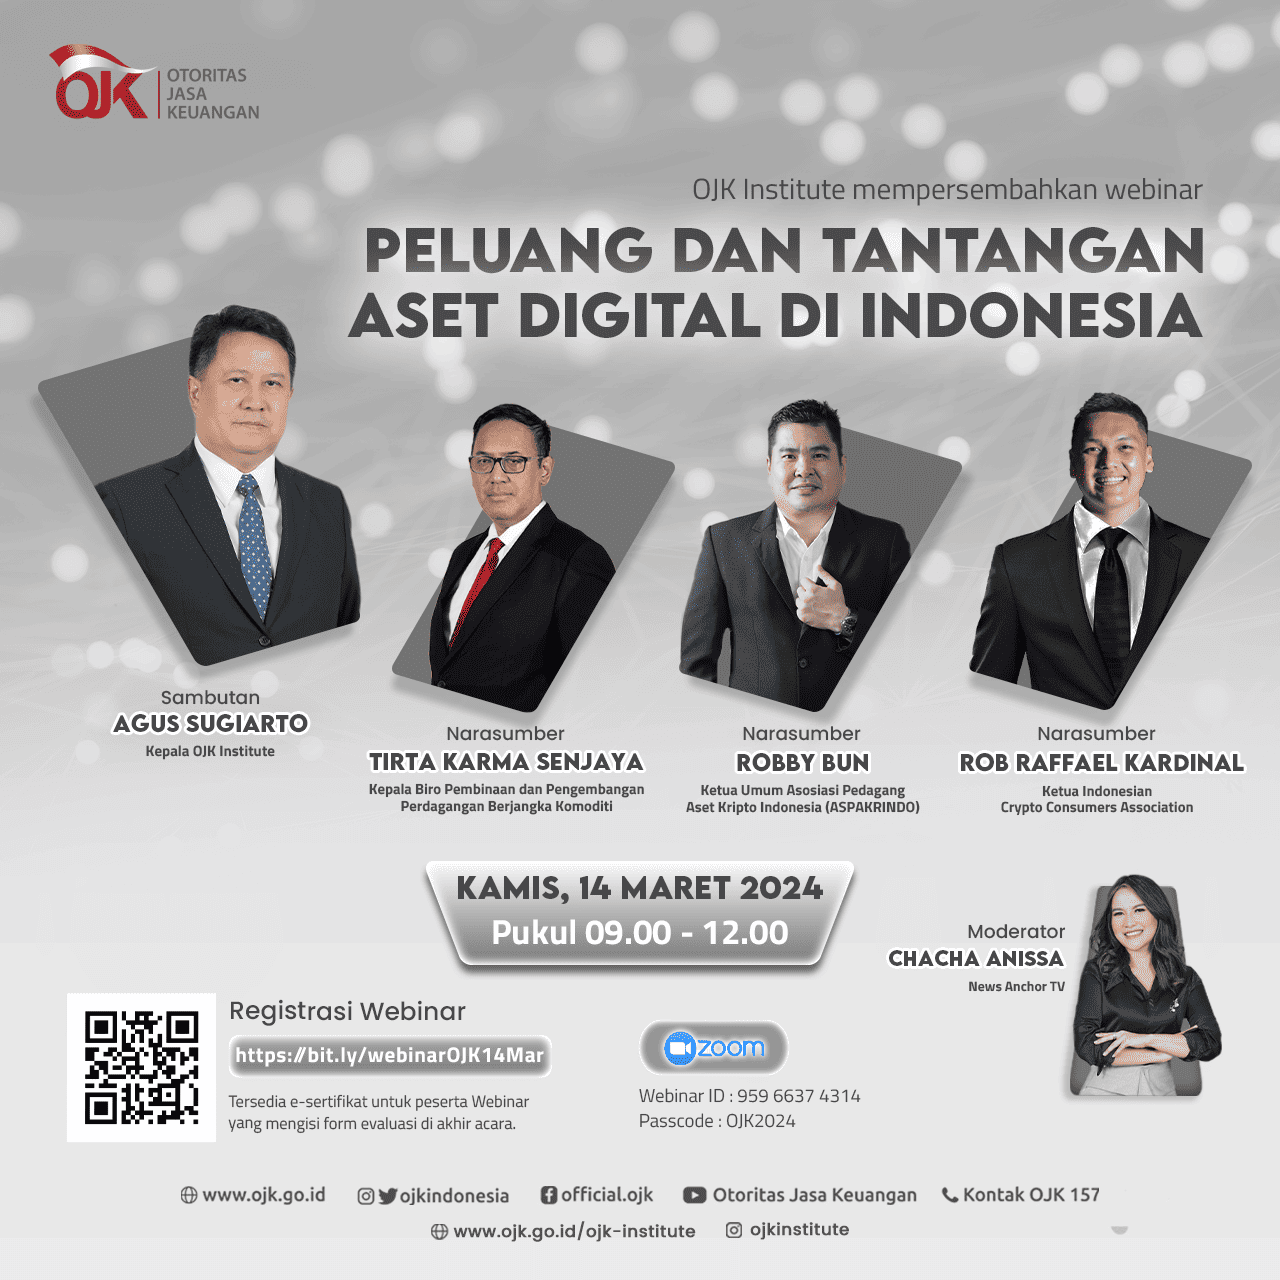 OJK
OTORITAS
JASA
KEUANGAN
OJK Institute mempersembahkan webinar
PELUANG DAN TANTANGAN
ASET DIGITAL DI INDONESIA
Sambutan
AGUS SUGIARTO
Kepala OJK Institute
Narasumber
TIRTA KARMA SENJAYA
Kepala Biro Pembinaan dan Pengembangan
Perdagangan Berjangka Komoditi
Narasumber
ROBBY BUN
Ketua Umum Asosiasi Pedagang
Aset Kripto Indonesia (ASPAKRINDO)
Narasumber
ROB RAFFAEL KARDINAL
Ketua Indonesian
Crypto Consumers Association
KAMIS, 14 MARET 2024
Pukul 09.00 - 12.00
Moderator
CHACHA ANISSA
News Anchor TV
Registrasi Webinar
https://bit.ly/webinarOJK14Mar
Tersedia e-sertifikat untuk peserta Webinar
yang mengisi form evaluasi di akhir acara.
zoom
Webinar ID : 959 6637 4314
Passcode : OJK2024
www.ojk.go.id ojkindonesia official.ojk Otoritas Jasa Keuangan Kontak OJK 157
www.ojk.go.id/ojk-institute ojkinstitute